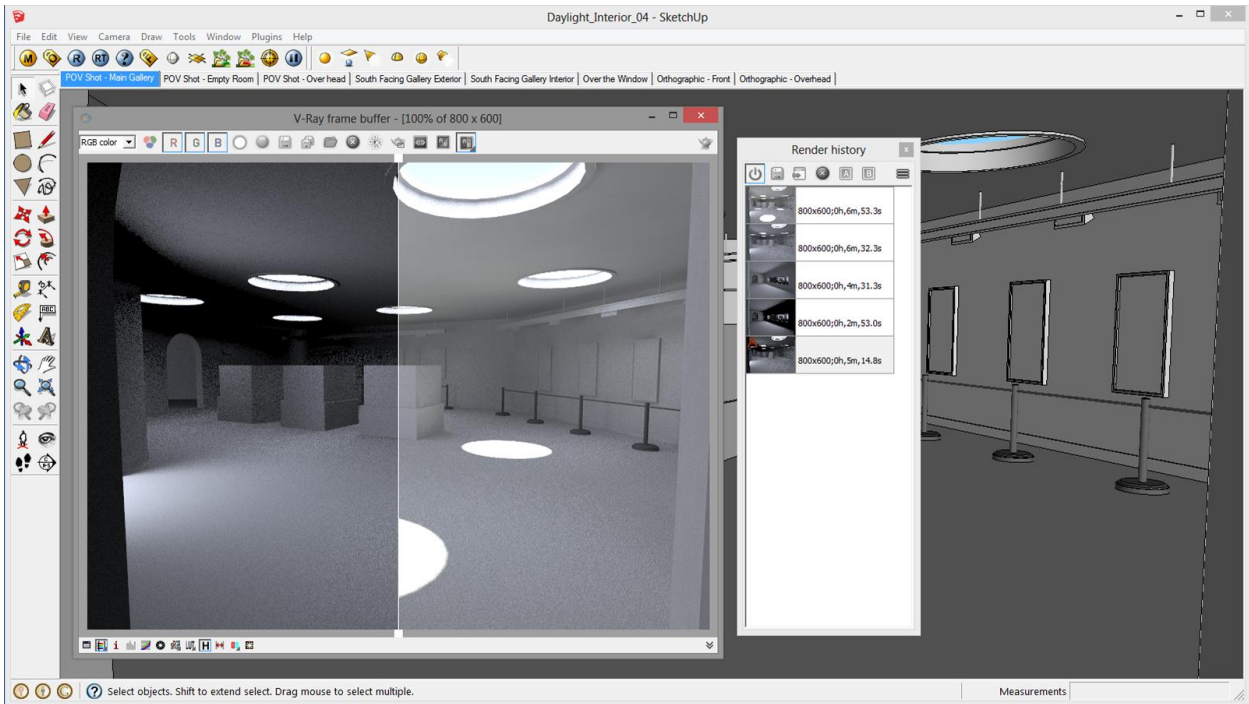 Daylight_Interior_04 - SketchUp
File Edit View Camera Draw Tools Window Plugins Help
M R RT
POV Shot - Main Gallery POV Shot - Empty Room POV Shot - Over head South Facing Gallery Exterior South Facing Gallery Interior Over the Window Orthographic - Front Orthographic - Overhead
V-Ray frame buffer - [100% of 800 x 600]
RGB color R G B
Render history
A B
800x600;0h,6m,53.3s
800x600;0h,6m,32.3s
800x600;0h,4m,31.3s
800x600;0h,2m,53.0s
800x600;0h,5m,14.8s
ABC
i H
Select objects. Shift to extend select. Drag mouse to select multiple.
Measurements